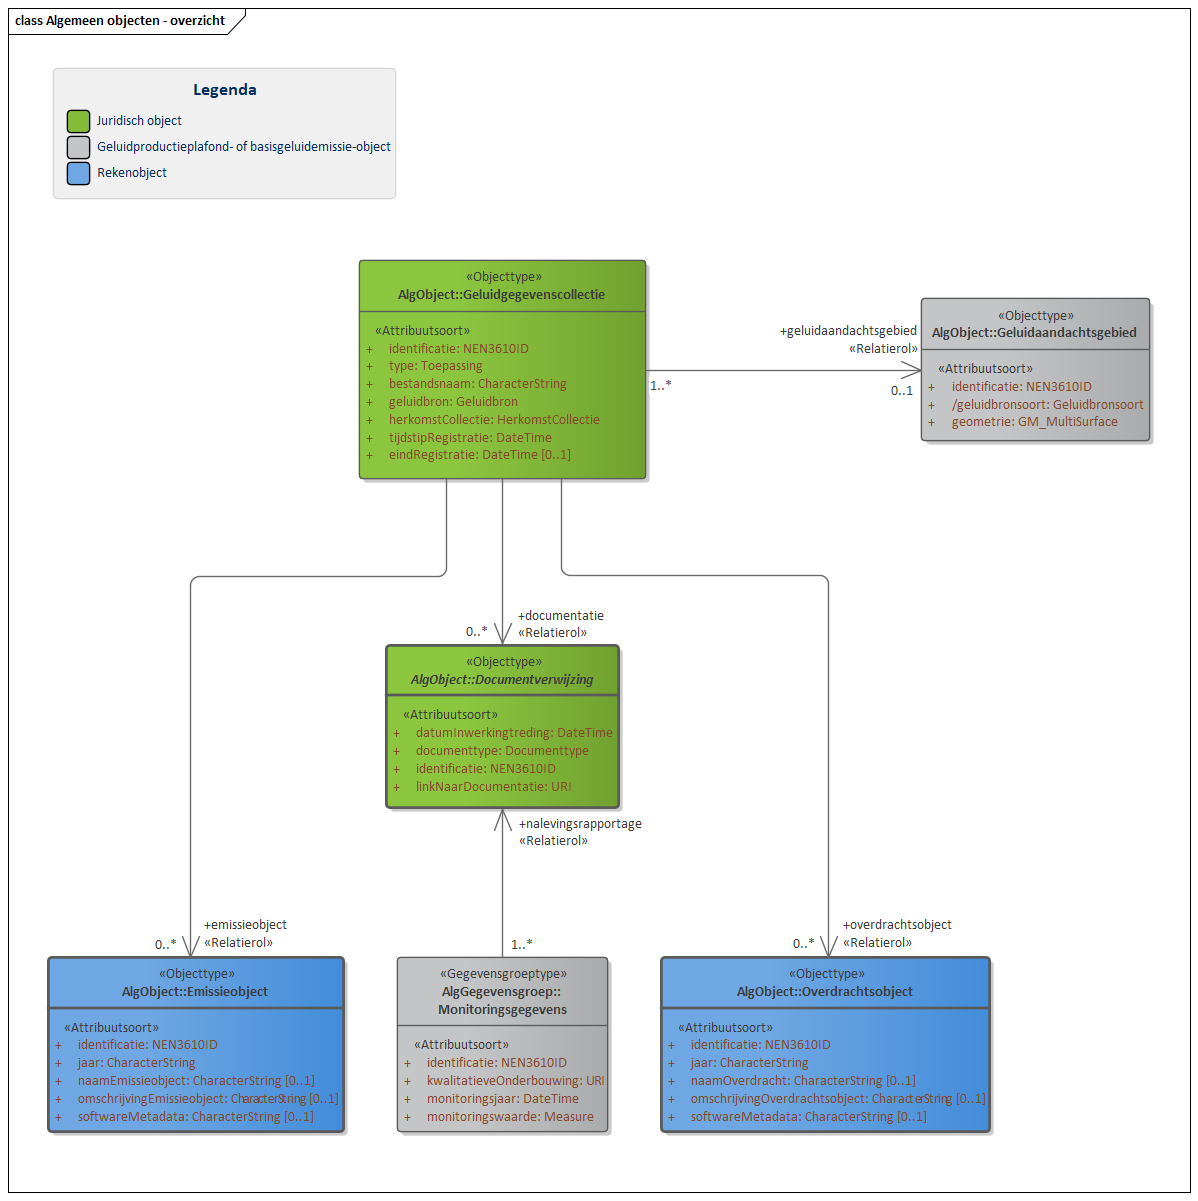 class Algemeen objecten - overzicht
Legenda
Juridisch object
Geluidproductieplafond- of basisgeluidemissie-object
Rekenobject
«Objecttype»
AlgObject::Geluidgegevenscollectie
«Attribuutsoort»
+ identificatie: NEN3610ID
+ type: Toepassing
+ bestandsnaam: CharacterString
+ geluidbron: Geluidbron
+ herkomstCollectie: HerkomstCollectie
+ tijdstipRegistratie: DateTime
+ eindRegistratie: DateTime [0..1]
+geluidaandachtsgebied
«Relatierol»
1..*
0..1
«Objecttype»
AlgObject::Geluidaandachtsgebied
«Attribuutsoort»
+ identificatie: NEN3610ID
+ /geluidbronsoort: Geluidbronsoort
+ geometrie: GM_MultiSurface
+documentatie
0..*
«Relatierol»
«Objecttype»
AlgObject::Documentverwijzing
«Attribuutsoort»
+ datumInwerkingtreding: DateTime
+ documenttype: Documenttype
+ identificatie: NEN3610ID
+ linkNaarDocumentatie: URI
+nalevingsrapportage
«Relatierol»
1..*
+emissieobject
0..*
«Relatierol»
«Objecttype»
AlgObject::Emissieobject
«Attribuutsoort»
+ identificatie: NEN3610ID
+ jaar: CharacterString
+ naamEmissieobject: CharacterString [0..1]
+ omschrijvingEmissieobject: CharacterString [0..1]
+ softwareMetadata: CharacterString [0..1]
«Gegevensgroeptype»
AlgGegevensgroep::
Monitoringsgegevens
«Attribuutsoort»
+ identificatie: NEN3610ID
+ kwalitatieveOnderbouwing: URI
+ monitoringsjaar: DateTime
+ monitoringswaarde: Measure
+overdrachtsobject
0..*
«Relatierol»
«Objecttype»
AlgObject::Overdrachtsobject
«Attribuutsoort»
+ identificatie: NEN3610ID
+ jaar: CharacterString
+ naamOverdracht: CharacterString [0..1]
+ omschrijvingOverdrachtsobject: CharacterString [0..1]
+ softwareMetadata: CharacterString [0..1]